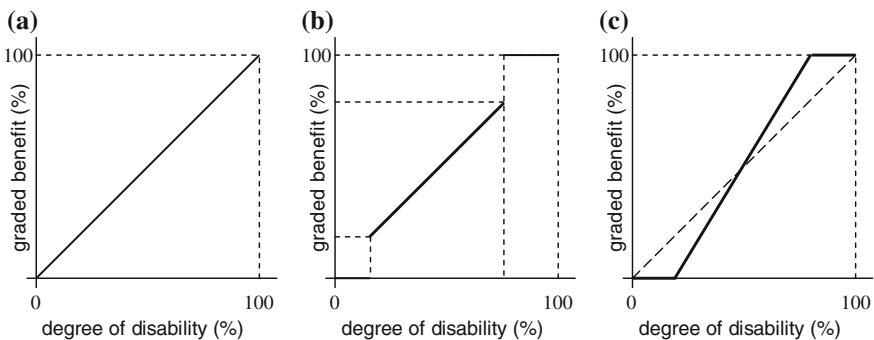 (a)
100
graded benefit (%)
0
100
degree of disability (%)
(b)
100
graded benefit (%)
0
100
degree of disability (%)
(c)
100
graded benefit (%)
0
100
degree of disability (%)